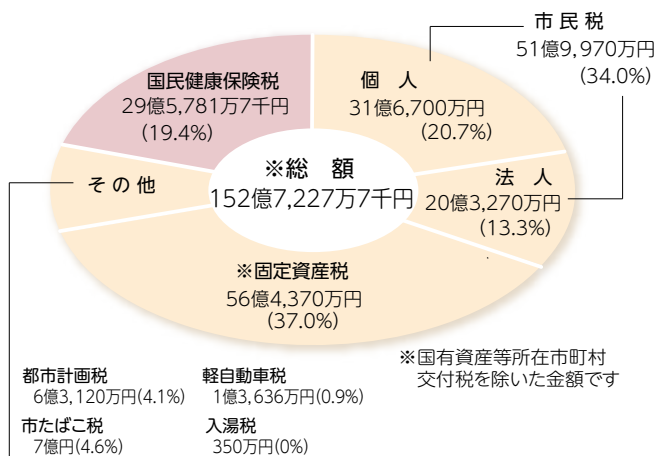 市民税
51億9,970万円
(34.0%)
国民健康保険税
29億5,781万7千円
(19.4%)
個　人
31億6,700万円
(20.7%)
※総　額
152億7,227万7千円
その他
法　人
20億3,270万円
(13.3%)
※固定資産税
56億4,370万円
(37.0%)
※国有資産等所在市町村
交付税を除いた金額です
都市計画税
6億3,120万円(4.1%)
軽自動車税
1億3,636万円(0.9%)
市たばこ税
7億円(4.6%)
入湯税
350万円(0%)